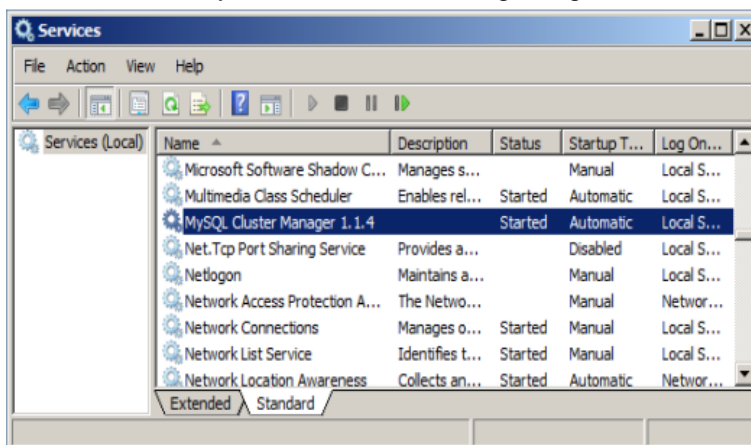 Services
File Action View Help
Services (Local)
Name Description Status Startup T... Log On...
Microsoft Software Shadow C... Manages s... Manual Local S...
Multimedia Class Scheduler Enables rel... Started Automatic Local S...
MySQL Cluster Manager 1.1.4 Started Automatic Local S...
Net.Tcp Port Sharing Service Provides a... Disabled Local S...
Netlogon Maintains a... Manual Local S...
Network Access Protection A... The Netwo... Manual Networ...
Network Connections Manages o... Started Manual Local S...
Network List Service Identifies t... Started Manual Local S...
Network Location Awareness Collects an... Started Automatic Networ...
Extended Standard